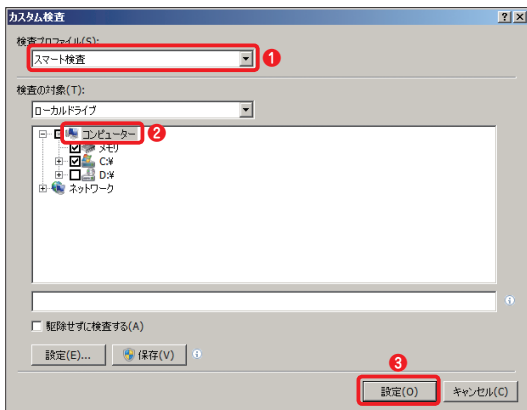 カスタム検査
検査プロファイル(S):
スマート検査
1
検査の対象(T):
ローカルドライブ
コンピューター
2
メモリ
C:¥
D:¥
ネットワーク
駆除せずに検査する(A)
設定(E)... 保存(V)
3
設定(O) キャンセル(C)